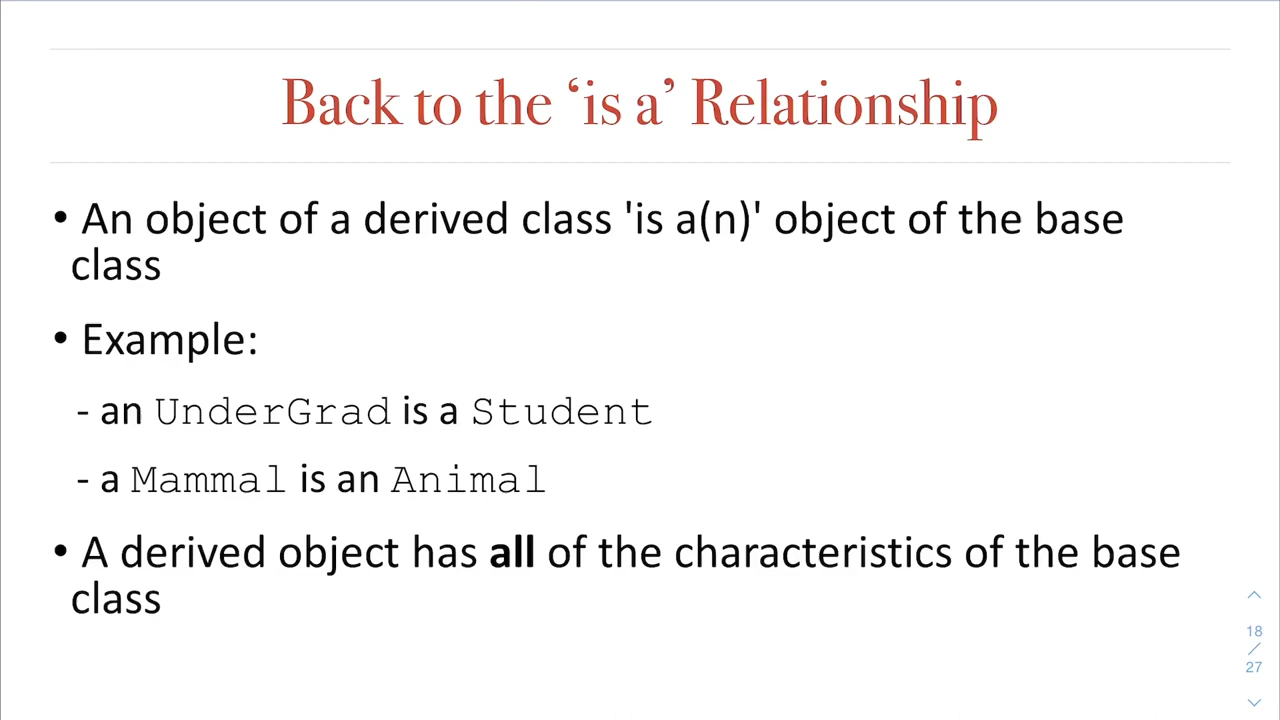 Back to the ‘is a’ Relationship
• An object of a derived class 'is a(n)' object of the base
class
• Example:
- an UnderGrad is a Student
- a Mammal is an Animal
• A derived object has all of the characteristics of the base
class
18
/
27